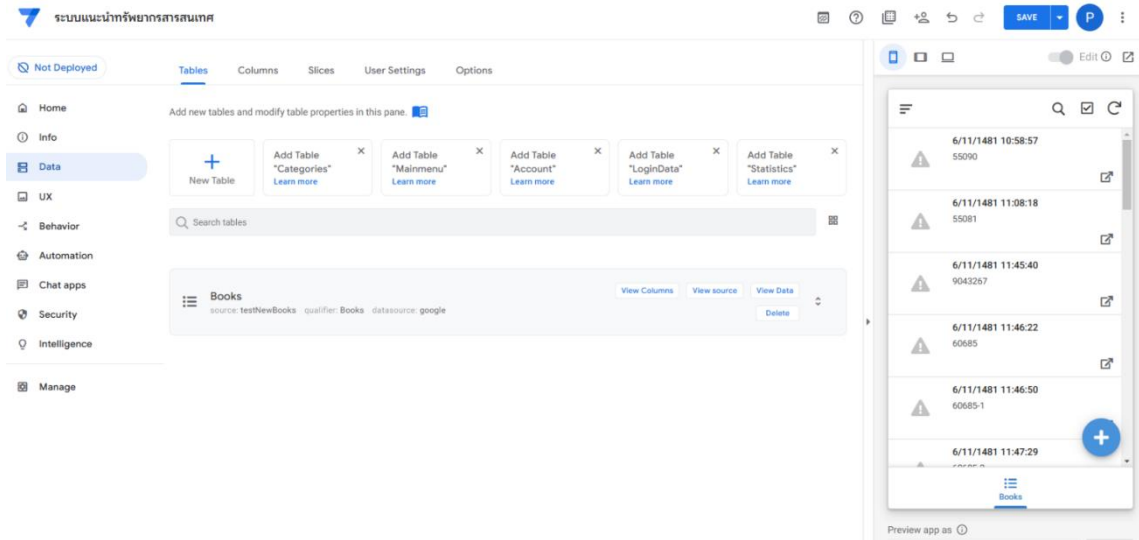 ระบบแนะนำทรัพยากรสารสนเทศ
SAVE
P
Not Deployed
Home
Info
Data
UX
Behavior
Automation
Chat apps
Security
Intelligence
Manage
Tables Columns Slices User Settings Options
Add new tables and modify table properties in this pane.
New Table
Add Table
"Categories"
Learn more
Add Table
"Mainmenu"
Learn more
Add Table
"Account"
Learn more
Add Table
"LoginData"
Learn more
Add Table
"Statistics"
Learn more
Search tables
Books
source: testNewBooks qualifier: Books datasource: google
View Columns View source View Data
Delete
Edit
6/11/1481 10:58:57
55090
6/11/1481 11:08:18
55081
6/11/1481 11:45:40
9043267
6/11/1481 11:46:22
60685
6/11/1481 11:46:50
60685-1
6/11/1481 11:47:29
Books
Preview app as